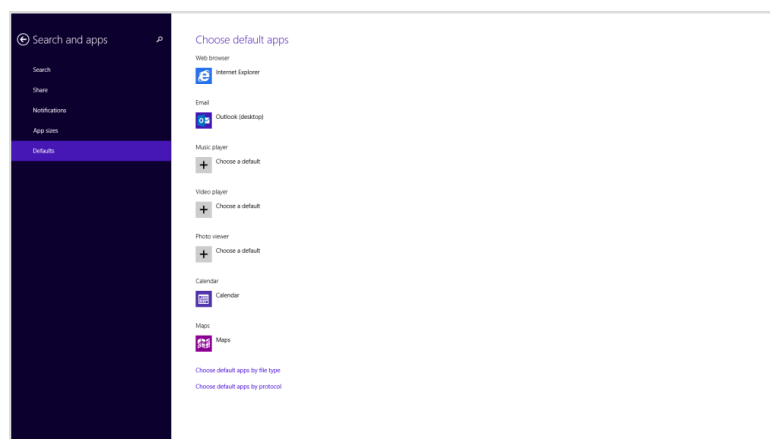 Search and apps
Search
Share
Notifications
App sizes
Defaults
Choose default apps
Web browser
Internet Explorer
Email
Outlook (desktop)
Music player
Choose a default
Video player
Choose a default
Photo viewer
Choose a default
Calendar
Calendar
Maps
Maps
Choose default apps by file type
Choose default apps by protocol